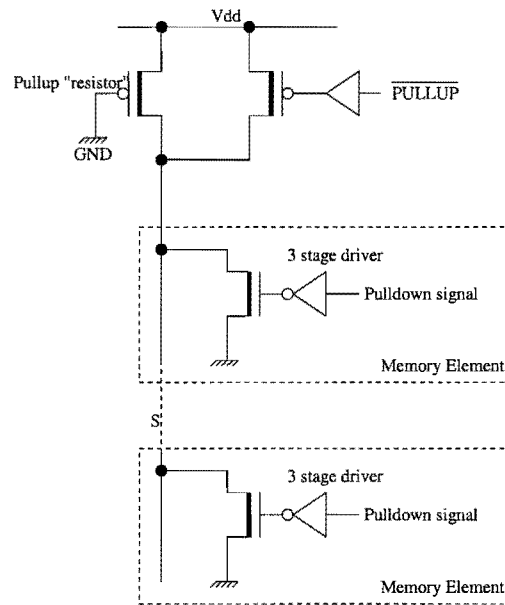 Vdd
Pullup "resistor"
PULLUP
GND
3 stage driver
Pulldown signal
Memory Element
S
3 stage driver
Pulldown signal
Memory Element